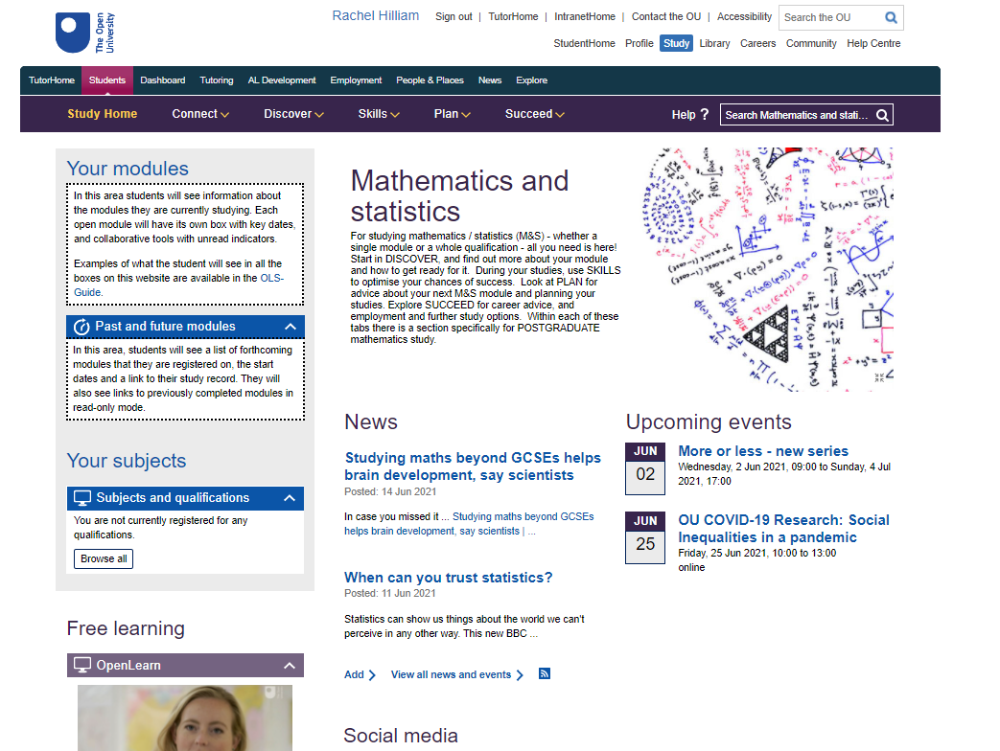 The Open
University
Rachel Hilliam
Sign out | TutorHome | IntranetHome | Contact the OU | Accessibility
Search the OU
StudentHome Profile Study Library Careers Community Help Centre
TutorHome Students Dashboard Tutoring AL Development Employment People & Places News Explore
Study Home Connect Discover Skills Plan Succeed Help ? Search Mathematics and stati...
Your modules
In this area students will see information about
the modules they are currently studying. Each
open module will have its own box with key dates,
and collaborative tools with unread indicators.
Examples of what the student will see in all the
boxes on this website are available in the OLS-
Guide.
Past and future modules
In this area, students will see a list of forthcoming
modules that they are registered on, the start
dates and a link to their study record. They will
also see links to previously completed modules in
read-only mode.
Your subjects
Subjects and qualifications
You are not currently registered for any
qualifications.
Browse all
Free learning
OpenLearn
Mathematics and
statistics
For studying mathematics / statistics (M&S) - whether a
single module or a whole qualification - all you need is here!
Start in DISCOVER, and find out more about your module
and how to get ready for it.  During your studies, use SKILLS
to optimise your chances of success.  Look at PLAN for
advice about your next M&S module and planning your
studies. Explore SUCCEED for career advice, and
employment and further study options.  Within each of these
tabs there is a section specifically for POSTGRADUATE
mathematics study.
News
Studying maths beyond GCSEs helps
brain development, say scientists
Posted: 14 Jun 2021
In case you missed it ... Studying maths beyond GCSEs
helps brain development, say scientists | ...
When can you trust statistics?
Posted: 11 Jun 2021
Statistics can show us things about the world we can't
perceive in any other way. This new BBC ...
Add View all news and events
Social media
Upcoming events
JUN
02
More or less - new series
Wednesday, 2 Jun 2021, 09:00 to Sunday, 4 Jul
2021, 17:00
JUN
25
OU COVID-19 Research: Social
Inequalities in a pandemic
Friday, 25 Jun 2021, 10:00 to 13:00
online